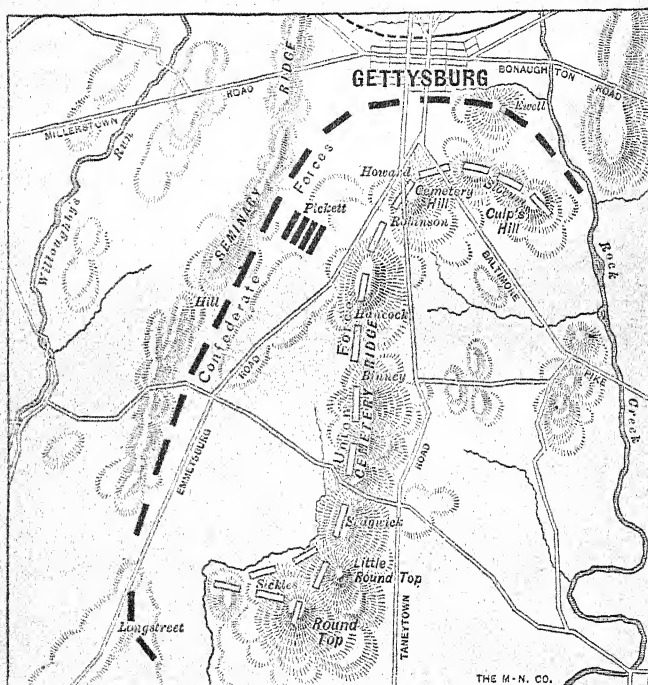 GETTYSBURG
BONAUGHTON
ROAD
MILLERSTOWN
ROAD
RIDGE
SEMINARY
Willoughbys
Run
Ewell
Confederate
Forces
Pickett
Howard
Cemetery
Hill
Slocum
Culp's
Hill
Robinson
Rock
Creek
BALTIMORE
PIKE
Hill
Hancock
Union
Forces
CEMETERY RIDGE
Birney
EMMETSBURG
ROAD
ROAD
TANEYTOWN
Sedgwick
Little
Round Top
Sickles
Round
Top
Longstreet
THE M-N. CO.